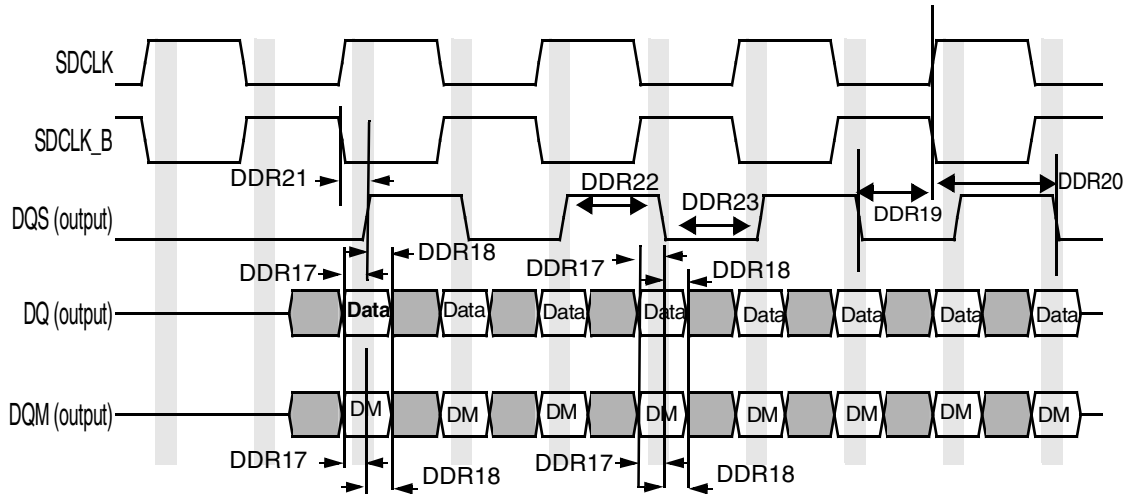 SDCLK
SDCLK_B
DDR21
DDR22
DDR20
DDR23
DDR19
DQS (output)
DDR18
DDR17
DDR17
DDR18
DQ (output)
Data Data Data Data Data Data Data Data
DQM (output)
DM DM DM DM DM DM DM DM
DDR17
DDR18
DDR17
DDR18